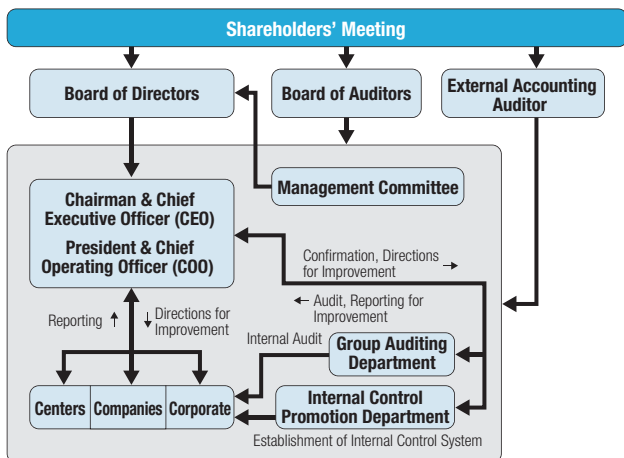 Shareholders' Meeting
Board of Directors
Board of Auditors
External Accounting
Auditor
Management Committee
Chairman & Chief
Executive Officer (CEO)
President & Chief
Operating Officer (COO)
Confirmation, Directions
for Improvement →
← Audit, Reporting for
Improvement
Reporting ↑
↓ Directions for
Improvement
Internal Audit
Group Auditing
Department
Centers
Companies
Corporate
Internal Control
Promotion Department
Establishment of Internal Control System